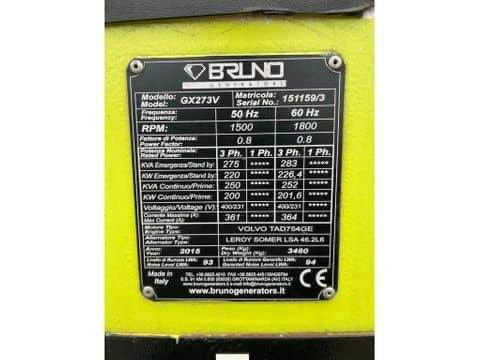 BRUNO
GENERATORS
Modello: Model: GX273V Matricola: Serial No.: 151159/3
Frequenza: Frequency: 50 Hz 60 Hz
RPM: 1500 1800
Fattore di Potenza: Power Factor: 0.8 0.8
Potenza Nominale: Rated Power: 3 Ph. 1 Ph. 3 Ph. 1 Ph.
KVA Emergenza/Stand by: 275 ***** 283 *****
KW Emergenza/Stand by: 220 ***** 226,4 *****
KVA Continuo/Prime: 250 ***** 252 *****
KW Continuo/Prime: 200 ***** 201,6 *****
Voltaggio/Voltage (V): 400/231 ***** 400/231 *****
Corrente Massima (A): Max Current (A): 361 ***** 364 *****
Motore Tipo: Engine Type: VOLVO TAD754GE
Alternatore Tipo: Alternator Type: LEROY SOMER LSA 46.2L6
Anno: Year: 2015 Peso (Kg): Dry Weight (Kg): 3460
Livello di Rumore LWA: Noise Level LWA: 93 Livello di Rumore Garantito LWA: Garanteed Noise Level LWA: 94
Made in
Italy
CE
www.brunogenerators.it